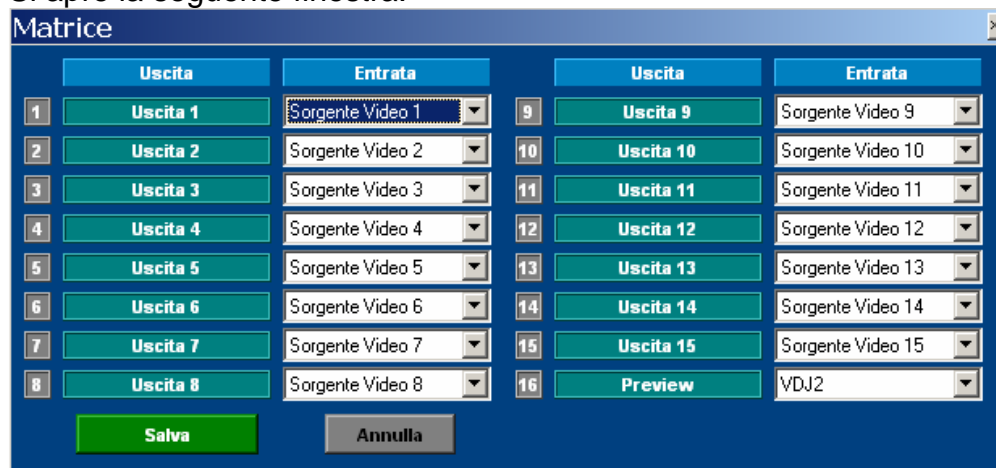 Si apre la seguente finestra:
Matrice
Uscita Entrata Uscita Entrata
1 Uscita 1 Sorgente Video 1 9 Uscita 9 Sorgente Video 9
2 Uscita 2 Sorgente Video 2 10 Uscita 10 Sorgente Video 10
3 Uscita 3 Sorgente Video 3 11 Uscita 11 Sorgente Video 11
4 Uscita 4 Sorgente Video 4 12 Uscita 12 Sorgente Video 12
5 Uscita 5 Sorgente Video 5 13 Uscita 13 Sorgente Video 13
6 Uscita 6 Sorgente Video 6 14 Uscita 14 Sorgente Video 14
7 Uscita 7 Sorgente Video 7 15 Uscita 15 Sorgente Video 15
8 Uscita 8 Sorgente Video 8 16 Preview VDJ2
Salva Annulla